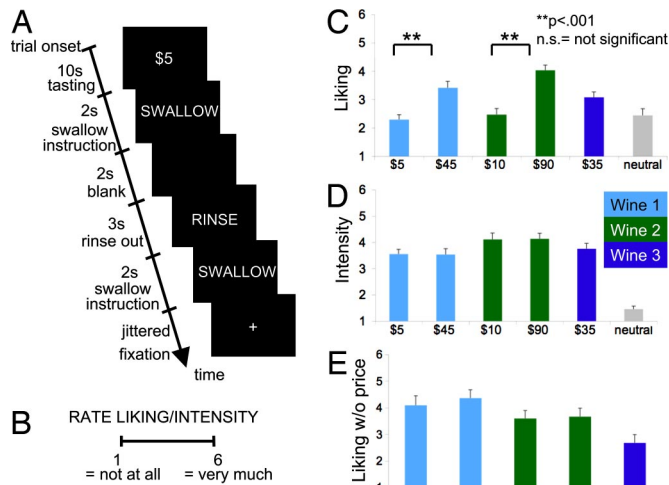 A
trial onset
$5
10s
tasting
2s
swallow
instruction
SWALLOW
2s
blank
3s
rinse out
RINSE
2s
swallow
instruction
SWALLOW
jittered
fixation
+
time
B
RATE LIKING/INTENSITY
1
6
= not at all
= very much
C
**p<.001
n.s.= not significant
**
**
Liking
6
5
4
3
2
1
$5
$45
$10
$90
$35
neutral
D
Intensity
6
5
4
3
2
1
Wine 1
Wine 2
Wine 3
$5
$45
$10
$90
$35
neutral
E
Liking w/o price
6
5
4
3
2